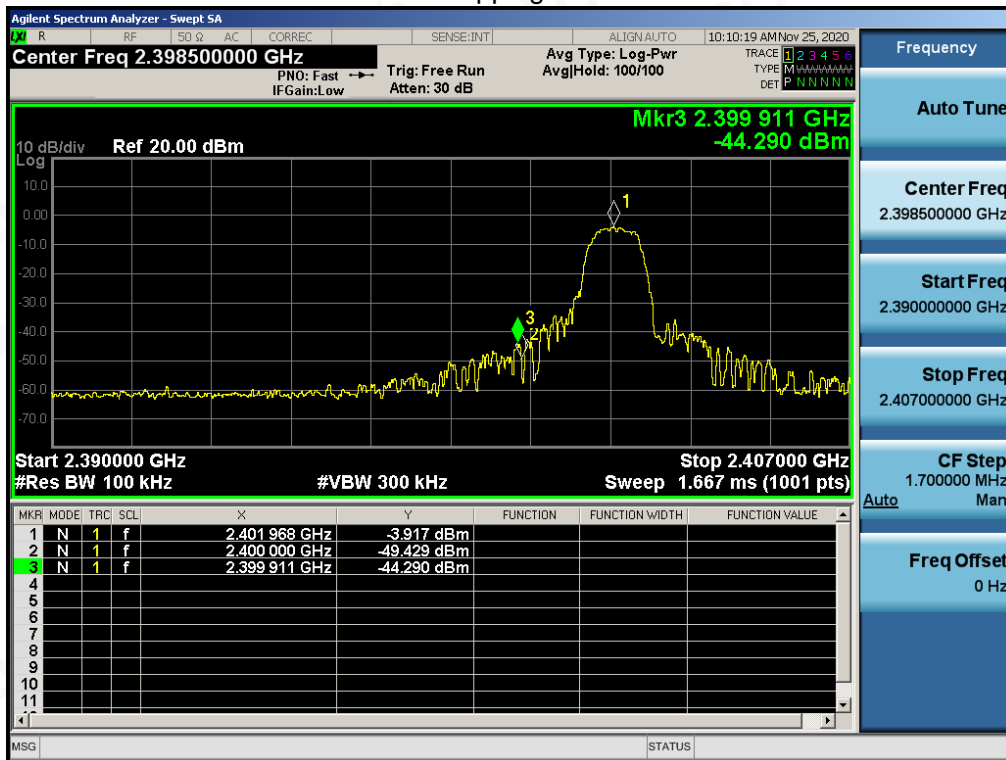 Agilent Spectrum Analyzer - Swept SA
LXI R RF 50 Ω AC CORREC SENSE:INT ALIGN AUTO 10:10:19 AM Nov 25, 2020
Center Freq 2.398500000 GHz
PNO: Fast
IFGain:Low
Trig: Free Run
Atten: 30 dB
Avg Type: Log-Pwr
Avg|Hold: 100/100
TRACE 1 2 3 4 5 6
TYPE M
DET P N N N N N
Mkr3 2.399 911 GHz
-44.290 dBm
10 dB/div Ref 20.00 dBm
Log
10.0
0.00
-10.0
-20.0
-30.0
-40.0
-50.0
-60.0
-70.0
1
3
2
Start 2.390000 GHz
Stop 2.407000 GHz
#Res BW 100 kHz
#VBW 300 kHz
Sweep 1.667 ms (1001 pts)
MKR MODE TRC SCL X Y FUNCTION FUNCTION WIDTH FUNCTION VALUE
1 N 1 f 2.401 968 GHz -3.917 dBm
2 N 1 f 2.400 000 GHz -49.429 dBm
3 N 1 f 2.399 911 GHz -44.290 dBm
4
5
6
7
8
9
10
11
MSG
STATUS
Frequency
Auto Tune
Center Freq
2.398500000 GHz
Start Freq
2.390000000 GHz
Stop Freq
2.407000000 GHz
CF Step
1.700000 MHz
Auto Man
Freq Offset
0 Hz